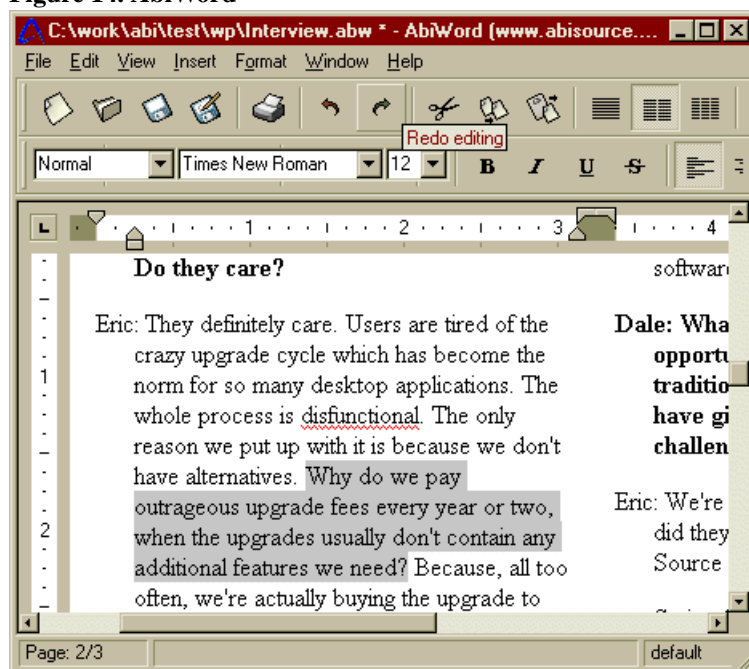 Figure 14. AbiWord
C:\work\abi\test\wp\Interview.abw * - AbiWord (www.abisource....
File Edit View Insert Format Window Help
Redo editing
Normal Times New Roman 12 B I U S
1 2 3 4
Do they care?
Eric: They definitely care. Users are tired of the
crazy upgrade cycle which has become the
norm for so many desktop applications. The
whole process is disfunctional. The only
reason we put up with it is because we don't
have alternatives. Why do we pay
outrageous upgrade fees every year or two,
when the upgrades usually don't contain any
additional features we need? Because, all too
often, we're actually buying the upgrade to
1
2
softwar
Dale: Wha
opportu
traditio
have gi
challen
Eric: We're
did they
Source
Page: 2/3 default